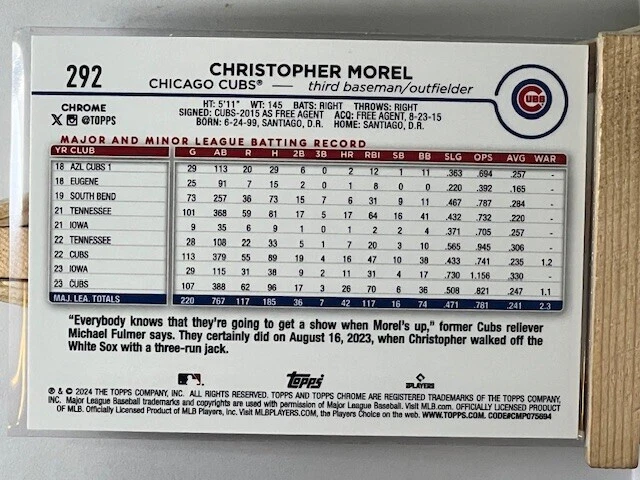 292
CHRISTOPHER MOREL
CHICAGO CUBS® — third baseman/outfielder
CUBS
CHROME
X @TOPPS
HT: 5'11" WT: 145 BATS: RIGHT THROWS: RIGHT
SIGNED: CUBS-2015 AS FREE AGENT ACQ: FREE AGENT, 8-23-15
BORN: 6-24-99, SANTIAGO, D.R. HOME: SANTIAGO, D.R.
MAJOR AND MINOR LEAGUE BATTING RECORD
YR CLUB G AB R H 2B 3B HR RBI SB BB SLG OPS AVG WAR
18 AZL CUBS 1 29 113 20 29 6 0 2 12 1 11 .363 .694 .257 -
18 EUGENE 25 91 7 15 2 0 1 8 0 0 .220 .392 .165 -
19 SOUTH BEND 73 257 36 73 15 7 6 31 9 11 .467 .787 .284 -
21 TENNESSEE 101 368 59 81 17 5 17 64 16 41 .432 .732 .220 -
21 IOWA 9 35 6 9 1 0 1 2 2 4 .371 .705 .257 -
22 TENNESSEE 28 108 22 33 5 1 7 20 3 10 .565 .945 .306 -
22 CUBS 113 379 55 89 19 4 16 47 10 38 .433 .741 .235 1.2
23 IOWA 29 115 31 38 9 2 11 31 4 17 .730 1.156 .330 -
23 CUBS 107 388 62 96 17 3 26 70 6 36 .508 .821 .247 1.1
MAJ. LEA. TOTALS 220 767 117 185 36 7 42 117 16 74 .471 .781 .241 2.3
"Everybody knows that they're going to get a show when Morel's up," former Cubs reliever
Michael Fulmer says. They certainly did on August 16, 2023, when Christopher walked off the
White Sox with a three-run jack.
Topps
PLAYERS
® & © 2024 THE TOPPS COMPANY, INC. ALL RIGHTS RESERVED. TOPPS AND TOPPS CHROME ARE REGISTERED TRADEMARKS OF THE TOPPS COMPANY,
INC. Major League Baseball trademarks and copyrights are used with permission of Major League Baseball. Visit MLB.com. OFFICIALLY LICENSED PRODUCT
OF MLB. Officially Licensed Product of MLB Players, Inc. Visit MLBPLAYERS.COM, the Players Choice on the web. WWW.TOPPS.COM. CODE#CMP075694